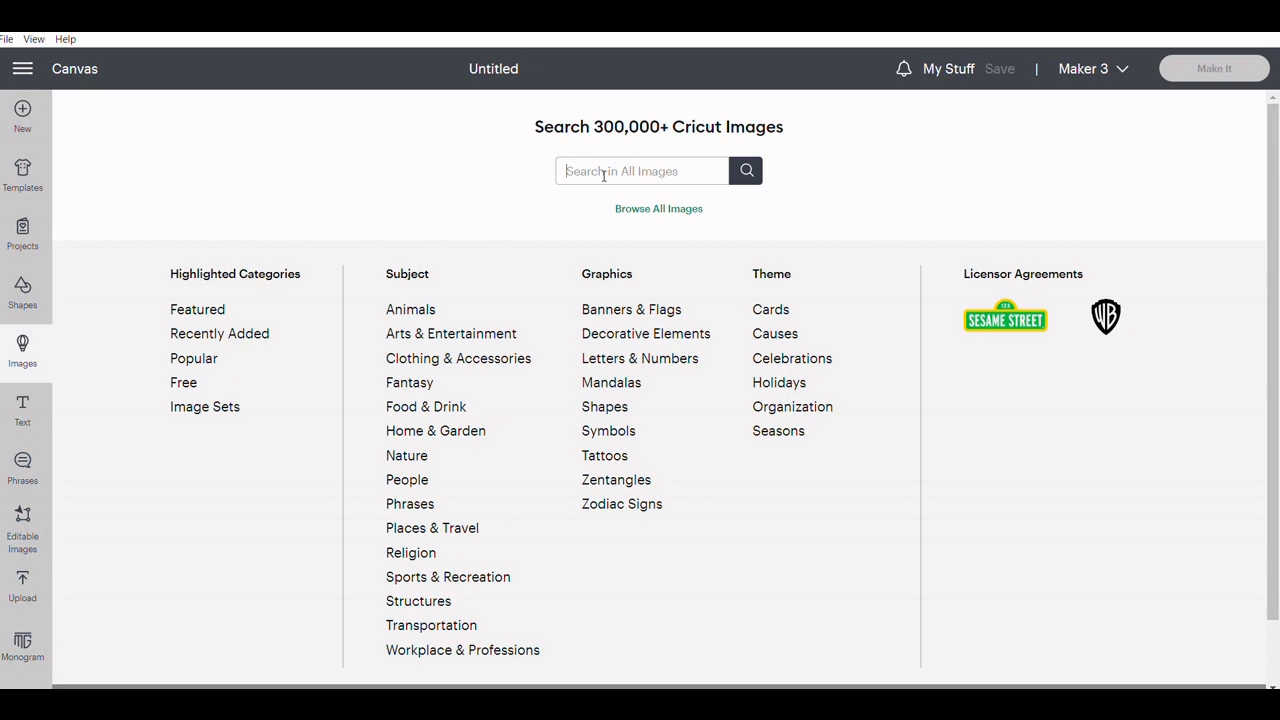 File View Help
Canvas
Untitled
My Stuff Save | Maker 3 Make It
New
Templates
Projects
Shapes
Images
Text
Phrases
Editable
Images
Upload
Monogram
Search 300,000+ Cricut Images
Search in All Images
Browse All Images
Highlighted Categories
Featured
Recently Added
Popular
Free
Image Sets
Subject
Animals
Arts & Entertainment
Clothing & Accessories
Fantasy
Food & Drink
Home & Garden
Nature
People
Phrases
Places & Travel
Religion
Sports & Recreation
Structures
Transportation
Workplace & Professions
Graphics
Banners & Flags
Decorative Elements
Letters & Numbers
Mandalas
Shapes
Symbols
Tattoos
Zentangles
Zodiac Signs
Theme
Cards
Causes
Celebrations
Holidays
Organization
Seasons
Licensor Agreements
123
SESAME STREET
WB